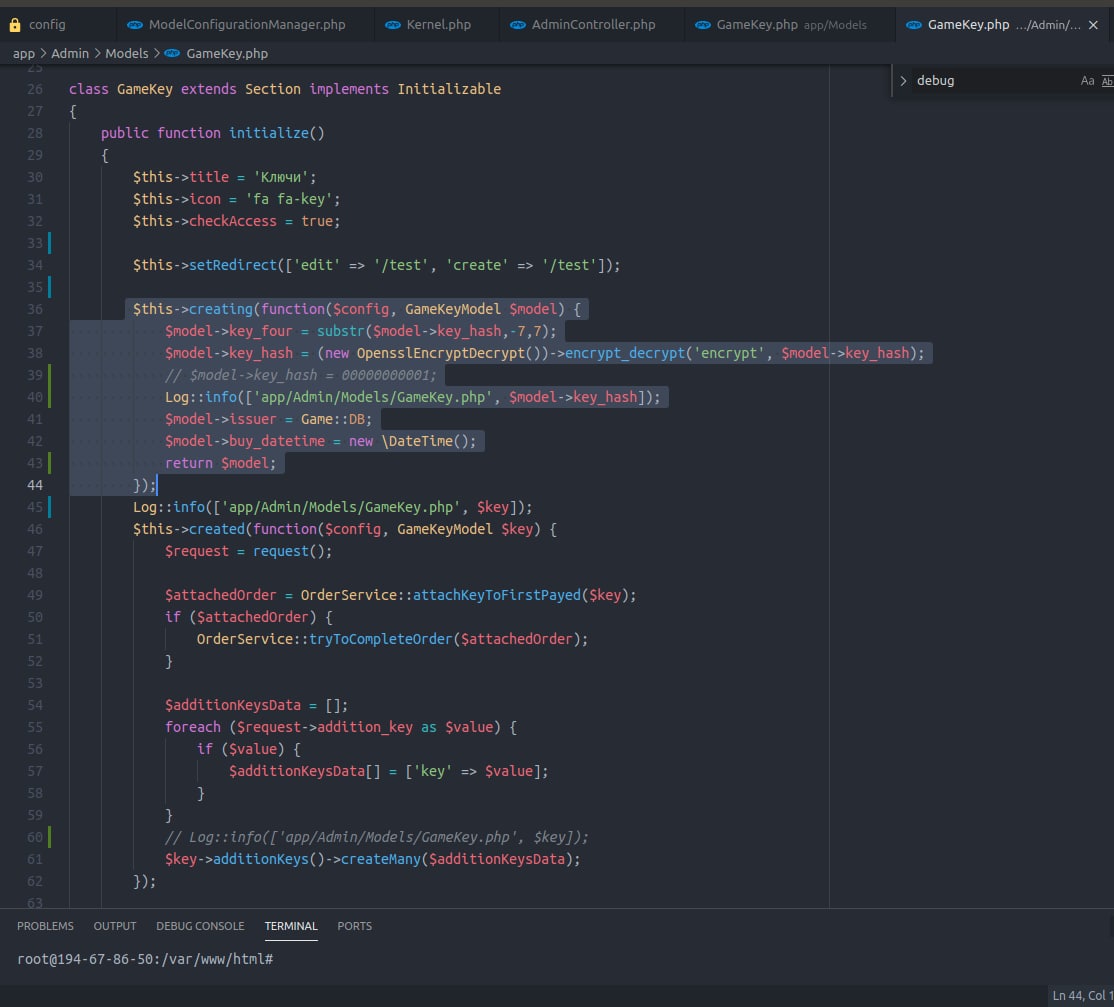 config ModelConfigurationManager.php Kernel.php AdminController.php GameKey.php app/Models GameKey.php .../Admin/...
app > Admin > Models > GameKey.php
debug Aa Ab
25
26 class GameKey extends Section implements Initializable
27 {
28 public function initialize()
29 {
30 $this->title = 'Ключи';
31 $this->icon = 'fa fa-key';
32 $this->checkAccess = true;
33
34 $this->setRedirect(['edit' => '/test', 'create' => '/test']);
35
36 $this->creating(function($config, GameKeyModel $model) {
37 $model->key_four = substr($model->key_hash,-7,7);
38 $model->key_hash = (new OpensslEncryptDecrypt())->encrypt_decrypt('encrypt', $model->key_hash);
39 // $model->key_hash = 00000000001;
40 Log::info(['app/Admin/Models/GameKey.php', $model->key_hash]);
41 $model->issuer = Game::DB;
42 $model->buy_datetime = new \DateTime();
43 return $model;
44 });
45 Log::info(['app/Admin/Models/GameKey.php', $key]);
46 $this->created(function($config, GameKeyModel $key) {
47 $request = request();
48
49 $attachedOrder = OrderService::attachKeyToFirstPayed($key);
50 if ($attachedOrder) {
51 OrderService::tryToCompleteOrder($attachedOrder);
52 }
53
54 $additionKeysData = [];
55 foreach ($request->addition_key as $value) {
56 if ($value) {
57 $additionKeysData[] = ['key' => $value];
58 }
59 }
60 // Log::info(['app/Admin/Models/GameKey.php', $key]);
61 $key->additionKeys()->createMany($additionKeysData);
62 });
63
PROBLEMS OUTPUT DEBUG CONSOLE TERMINAL PORTS
root@194-67-86-50:/var/www/html#
Ln 44, Col 1